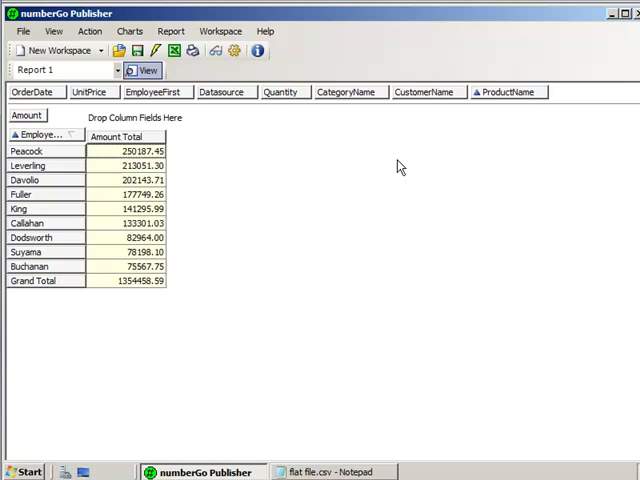 numberGo Publisher
File View Action Charts Report Workspace Help
New Workspace
Report 1 View
OrderDate UnitPrice EmployeeFirst Datasource Quantity CategoryName CustomerName ProductName
Amount Drop Column Fields Here
Employe... Amount Total
Peacock 250187.45
Leverling 213051.30
Davolio 202143.71
Fuller 177749.26
King 141295.99
Callahan 133301.03
Dodsworth 82964.00
Suyama 78198.10
Buchanan 75567.75
Grand Total 1354458.59
Start numberGo Publisher flat file.csv - Notepad